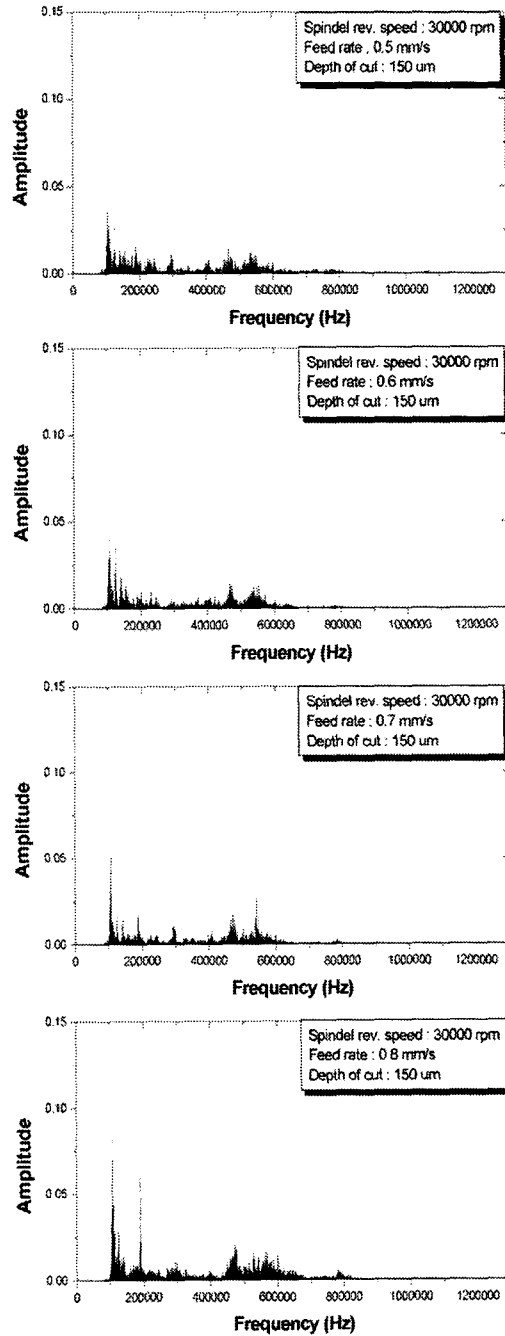 Spindel rev. speed : 30000 rpm
Feed rate : 0.5 mm/s
Depth of cut : 150 um
0.15
0.10
0.05
0.00
Amplitude
0 200000 400000 600000 800000 1000000 1200000
Frequency (Hz)
Spindel rev. speed : 30000 rpm
Feed rate : 0.6 mm/s
Depth of cut : 150 um
0.15
0.10
0.05
0.00
Amplitude
0 200000 400000 600000 800000 1000000 1200000
Frequency (Hz)
Spindel rev. speed : 30000 rpm
Feed rate : 0.7 mm/s
Depth of cut : 150 um
0.15
0.10
0.05
0.00
Amplitude
0 200000 400000 600000 800000 1000000 1200000
Frequency (Hz)
Spindel rev. speed : 30000 rpm
Feed rate : 0.8 mm/s
Depth of cut : 150 um
0.15
0.10
0.05
0.00
Amplitude
0 200000 400000 600000 800000 1000000 1200000
Frequency (Hz)